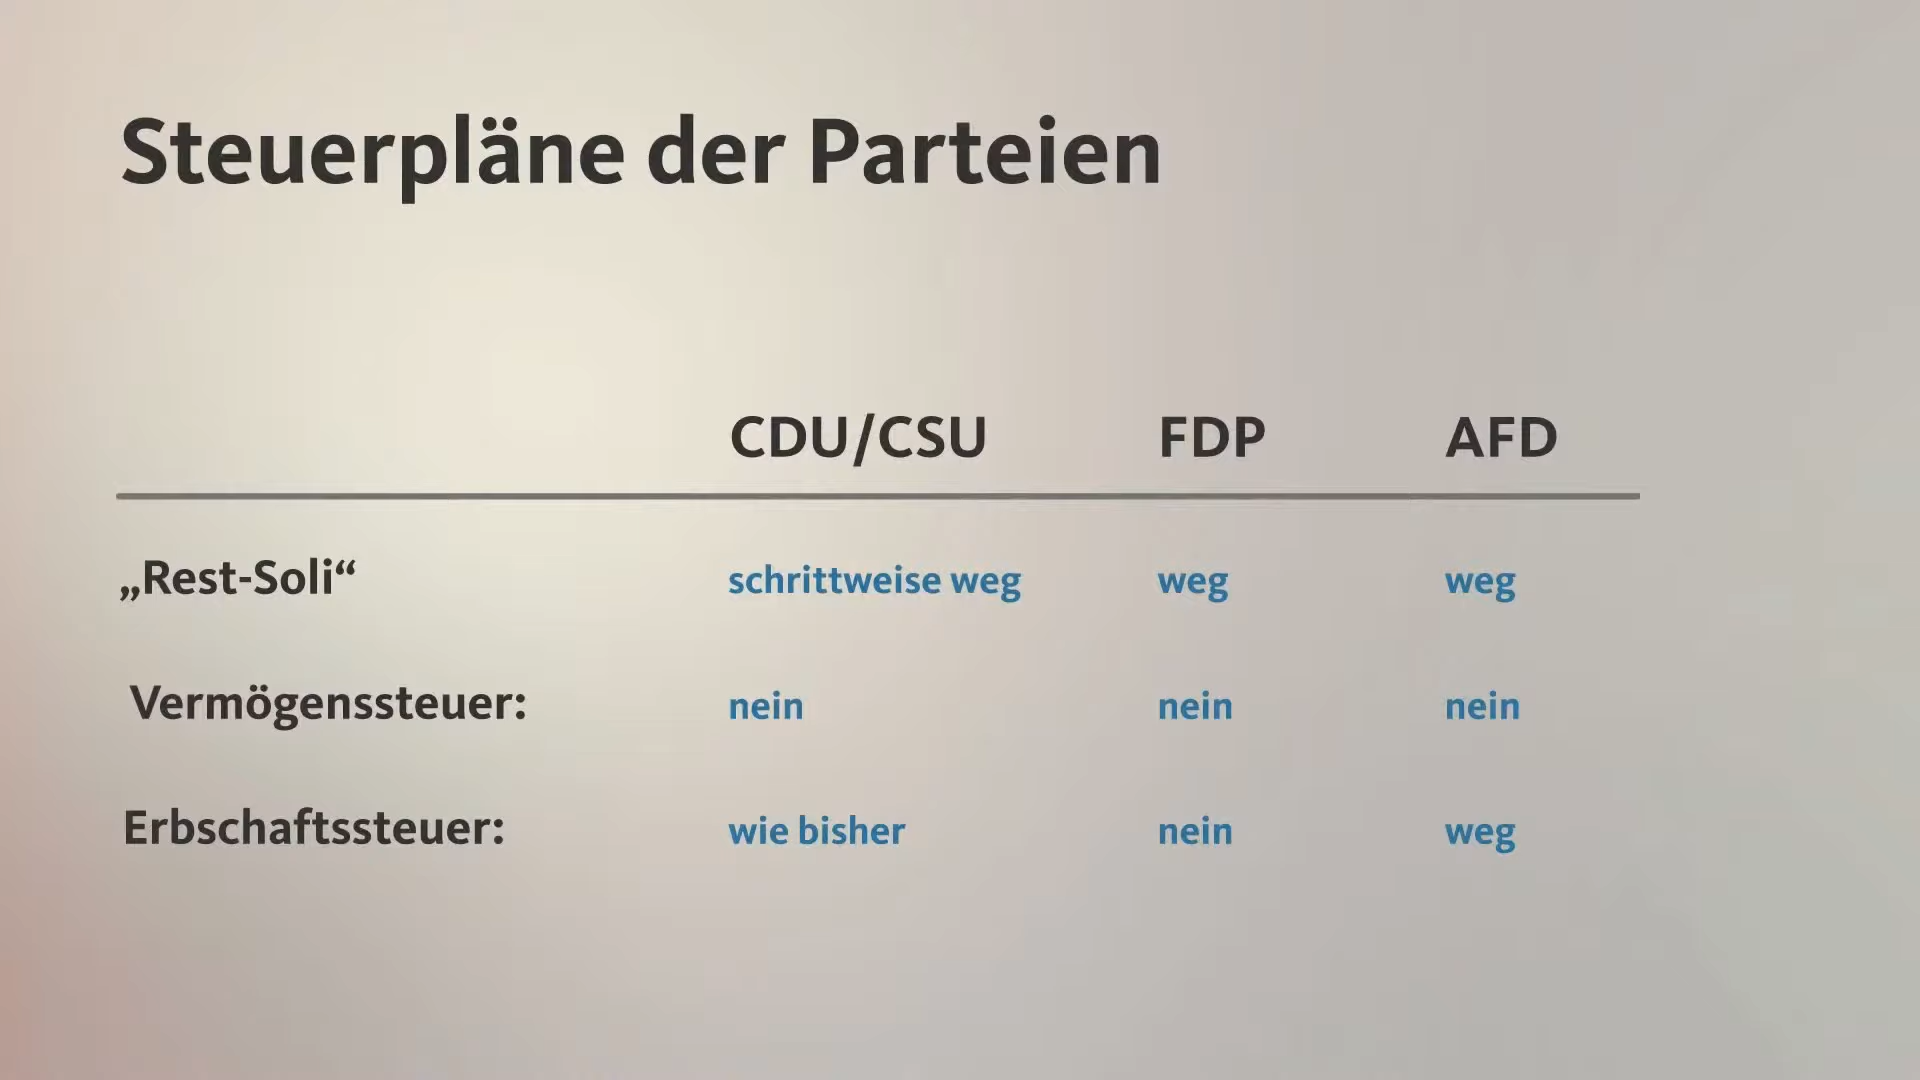 Steuerpläne der Parteien
CDU/CSU FDP AFD
„Rest-Soli“ schrittweise weg weg weg
Vermögenssteuer: nein nein nein
Erbschaftssteuer: wie bisher nein weg